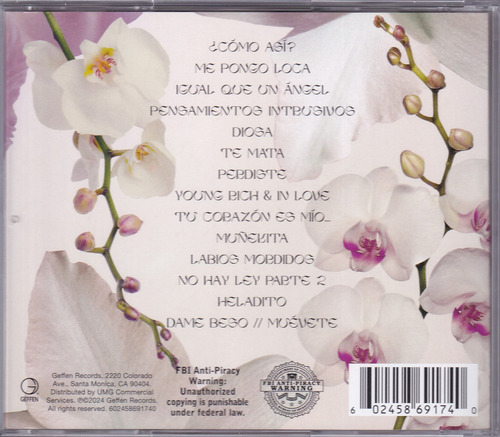 ¿CÓMO ASÍ?
ME PONGO LOCA
IGUAL QUE UN ÁNGEL
PENSAMIENTOS INTRUSIVOS
DIOSA
TE MATA
PERDISTE
YOUNG RICH & IN LOVE
TU CORAZÓN ES MÍO...
MUÑEKITA
LABIOS MORDIDOS
NO HAY LEY PARTE 2
HELADITO
DAME BESO // MUÉVETE
Geffen Records, 2220 Colorado
Ave., Santa Monica, CA 90404.
Distributed by UMG Commercial
Services. ℗©2024 Geffen Records.
All rights reserved. 602458691740
GEFFEN
FBI Anti-Piracy
Warning:
Unauthorized
copying is punishable
under federal law.
FBI ANTI-PIRACY
WARNING
6 02458 69174 0